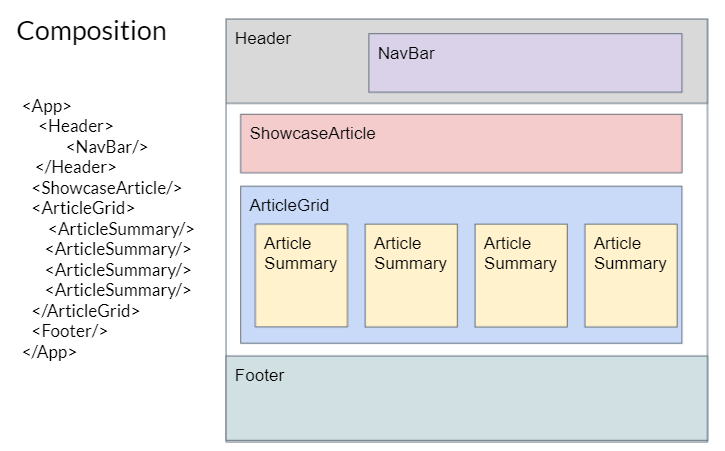 Composition
<App>
<Header>
<NavBar/>
</Header>
<ShowcaseArticle/>
<ArticleGrid>
<ArticleSummary/>
<ArticleSummary/>
<ArticleSummary/>
<ArticleSummary/>
</ArticleGrid>
<Footer/>
</App>
Header
NavBar
ShowcaseArticle
ArticleGrid
Article
Summary
Article
Summary
Article
Summary
Article
Summary
Footer